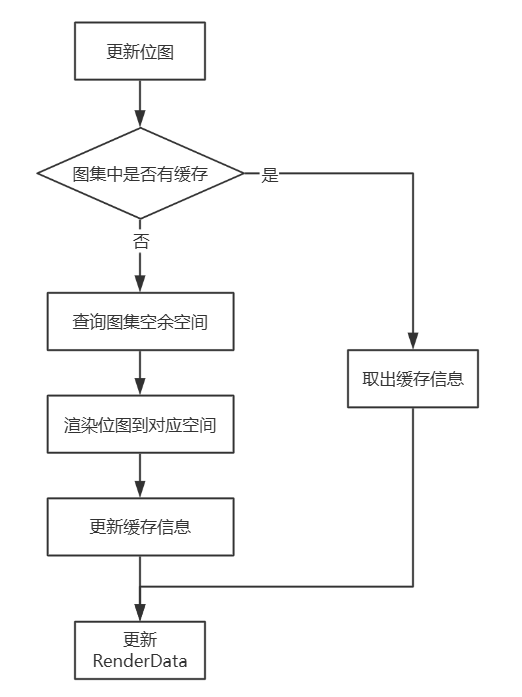 更新位图
图集中是否有缓存
是
否
查询图集空余空间
取出缓存信息
渲染位图到对应空间
更新缓存信息
更新
RenderData